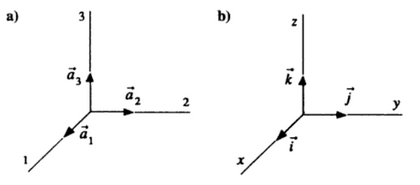 a)
3
a⃗₃
a⃗₂
2
a⃗₁
1
b)
z
k⃗
j⃗
y
i⃗
x